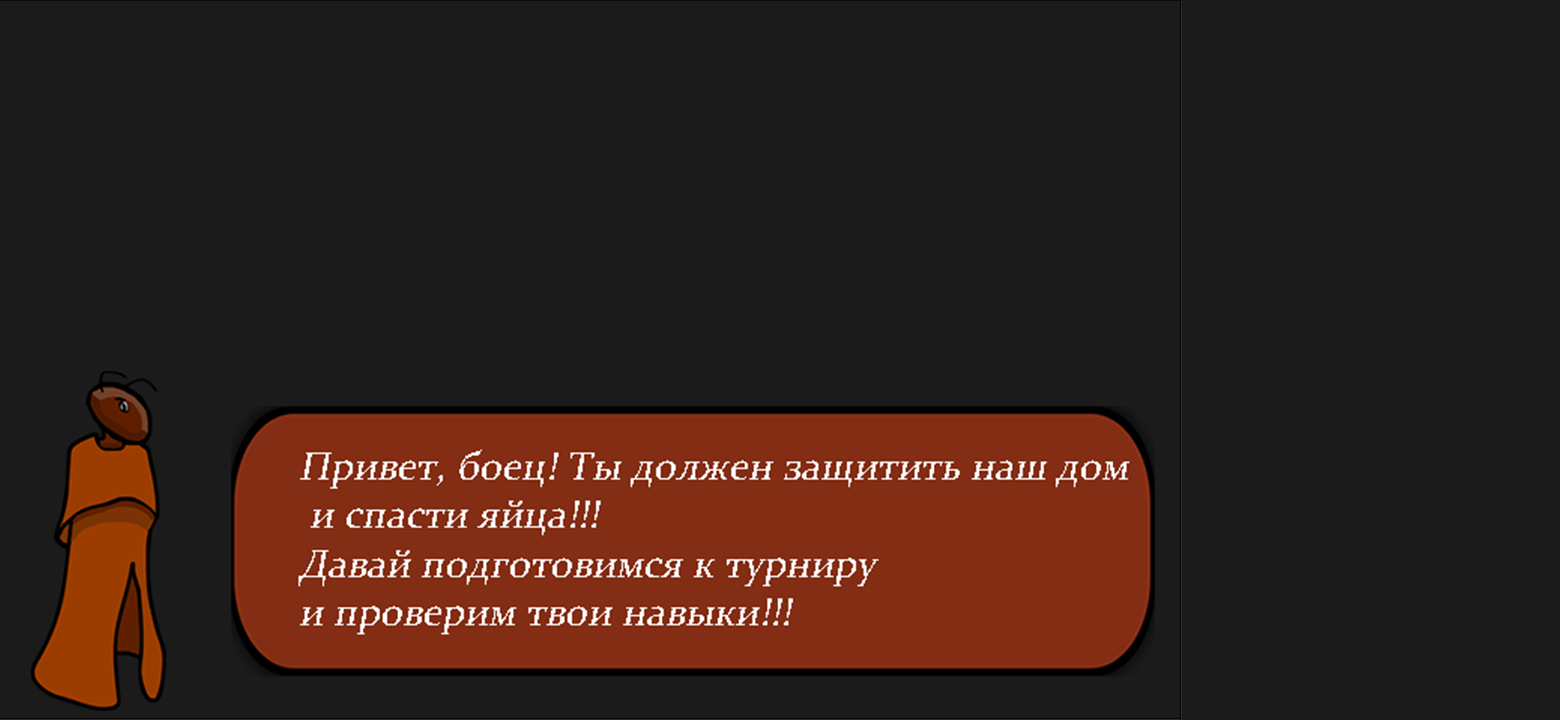 Привет, боец! Ты должен защитить наш дом
и спасти яйца!!!
Давай подготовимся к турниру
и проверим твои навыки!!!